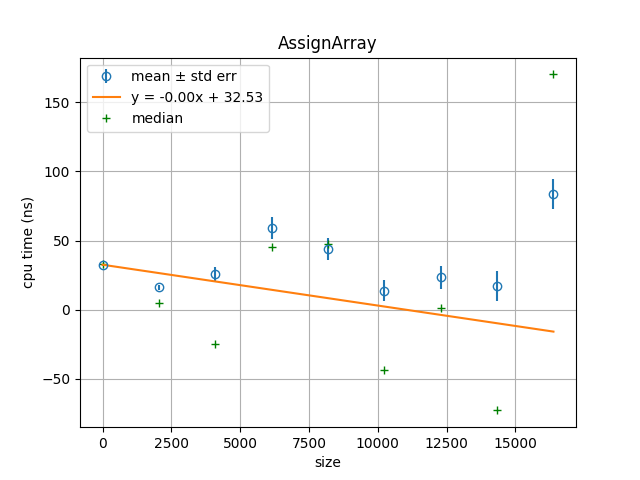 AssignArray
mean ± std err
y = -0.00x + 32.53
median
cpu time (ns)
150
100
50
0
−50
0 2500 5000 7500 10000 12500 15000
size